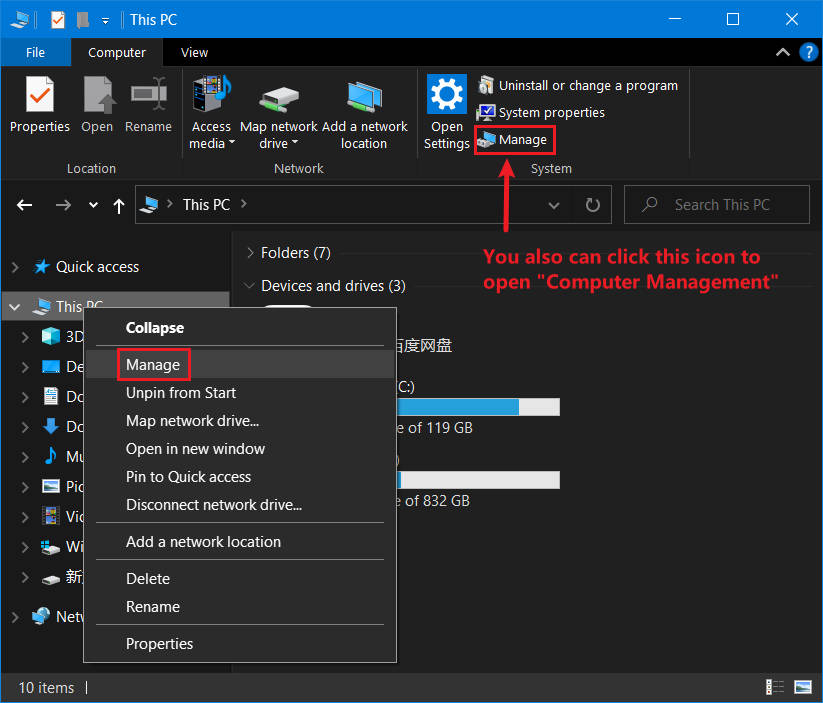 This PC
File Computer View
Properties Open Rename
Access media
Map network drive
Add a network location
Open Settings
Uninstall or change a program
System properties
Manage
Location Network System
This PC
Search This PC
You also can click this icon to
open "Computer Management"
Quick access
This PC
3D
De
Do
Do
Mu
Pic
Vic
Wi
新
Netw
Folders (7)
Devices and drives (3)
百度网盘
C:)
e of 119 GB
)
e of 832 GB
Collapse
Manage
Unpin from Start
Map network drive...
Open in new window
Pin to Quick access
Disconnect network drive...
Add a network location
Delete
Rename
Properties
10 items